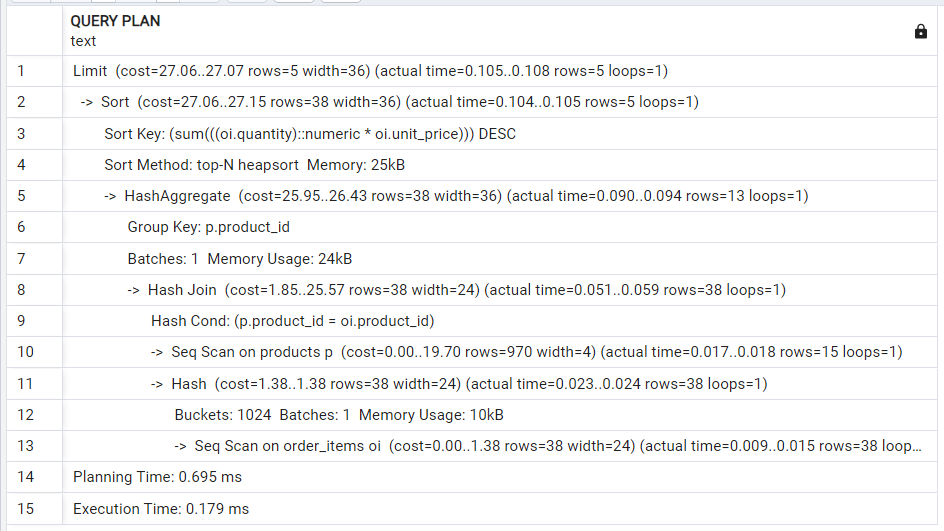 QUERY PLAN
text
1 Limit (cost=27.06..27.07 rows=5 width=36) (actual time=0.105..0.108 rows=5 loops=1)
2 -> Sort (cost=27.06..27.15 rows=38 width=36) (actual time=0.104..0.105 rows=5 loops=1)
3 Sort Key: (sum(((oi.quantity)::numeric * oi.unit_price))) DESC
4 Sort Method: top-N heapsort Memory: 25kB
5 -> HashAggregate (cost=25.95..26.43 rows=38 width=36) (actual time=0.090..0.094 rows=13 loops=1)
6 Group Key: p.product_id
7 Batches: 1 Memory Usage: 24kB
8 -> Hash Join (cost=1.85..25.57 rows=38 width=24) (actual time=0.051..0.059 rows=38 loops=1)
9 Hash Cond: (p.product_id = oi.product_id)
10 -> Seq Scan on products p (cost=0.00..19.70 rows=970 width=4) (actual time=0.017..0.018 rows=15 loops=1)
11 -> Hash (cost=1.38..1.38 rows=38 width=24) (actual time=0.023..0.024 rows=38 loops=1)
12 Buckets: 1024 Batches: 1 Memory Usage: 10kB
13 -> Seq Scan on order_items oi (cost=0.00..1.38 rows=38 width=24) (actual time=0.009..0.015 rows=38 loop...
14 Planning Time: 0.695 ms
15 Execution Time: 0.179 ms